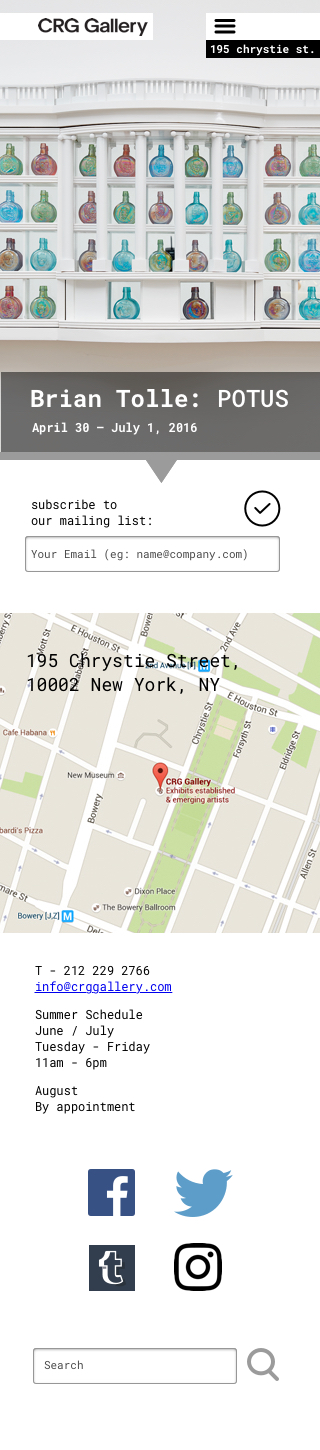 CRG Gallery
195 chrystie st.
Brian Tolle: POTUS
April 30 – July 1, 2016
subscribe to
our mailing list:
Your Email (eg: name@company.com)
195 Chrystie Street,
10002 New York, NY
E Houston St
Mott St
Bowery
2nd Ave
E Houston St
Chrystie St
Forsyth St
Eldridge St
Cafe Habana
New Museum
CRG Gallery
Exhibits established
& emerging artists
Bowery
bardi's Pizza
Allen St
Dixon Place
The Bowery Ballroom
mare St
Bowery [J,Z]
M
T - 212 229 2766
info@crggallery.com
Summer Schedule
June / July
Tuesday - Friday
11am - 6pm
August
By appointment
f
t
Search